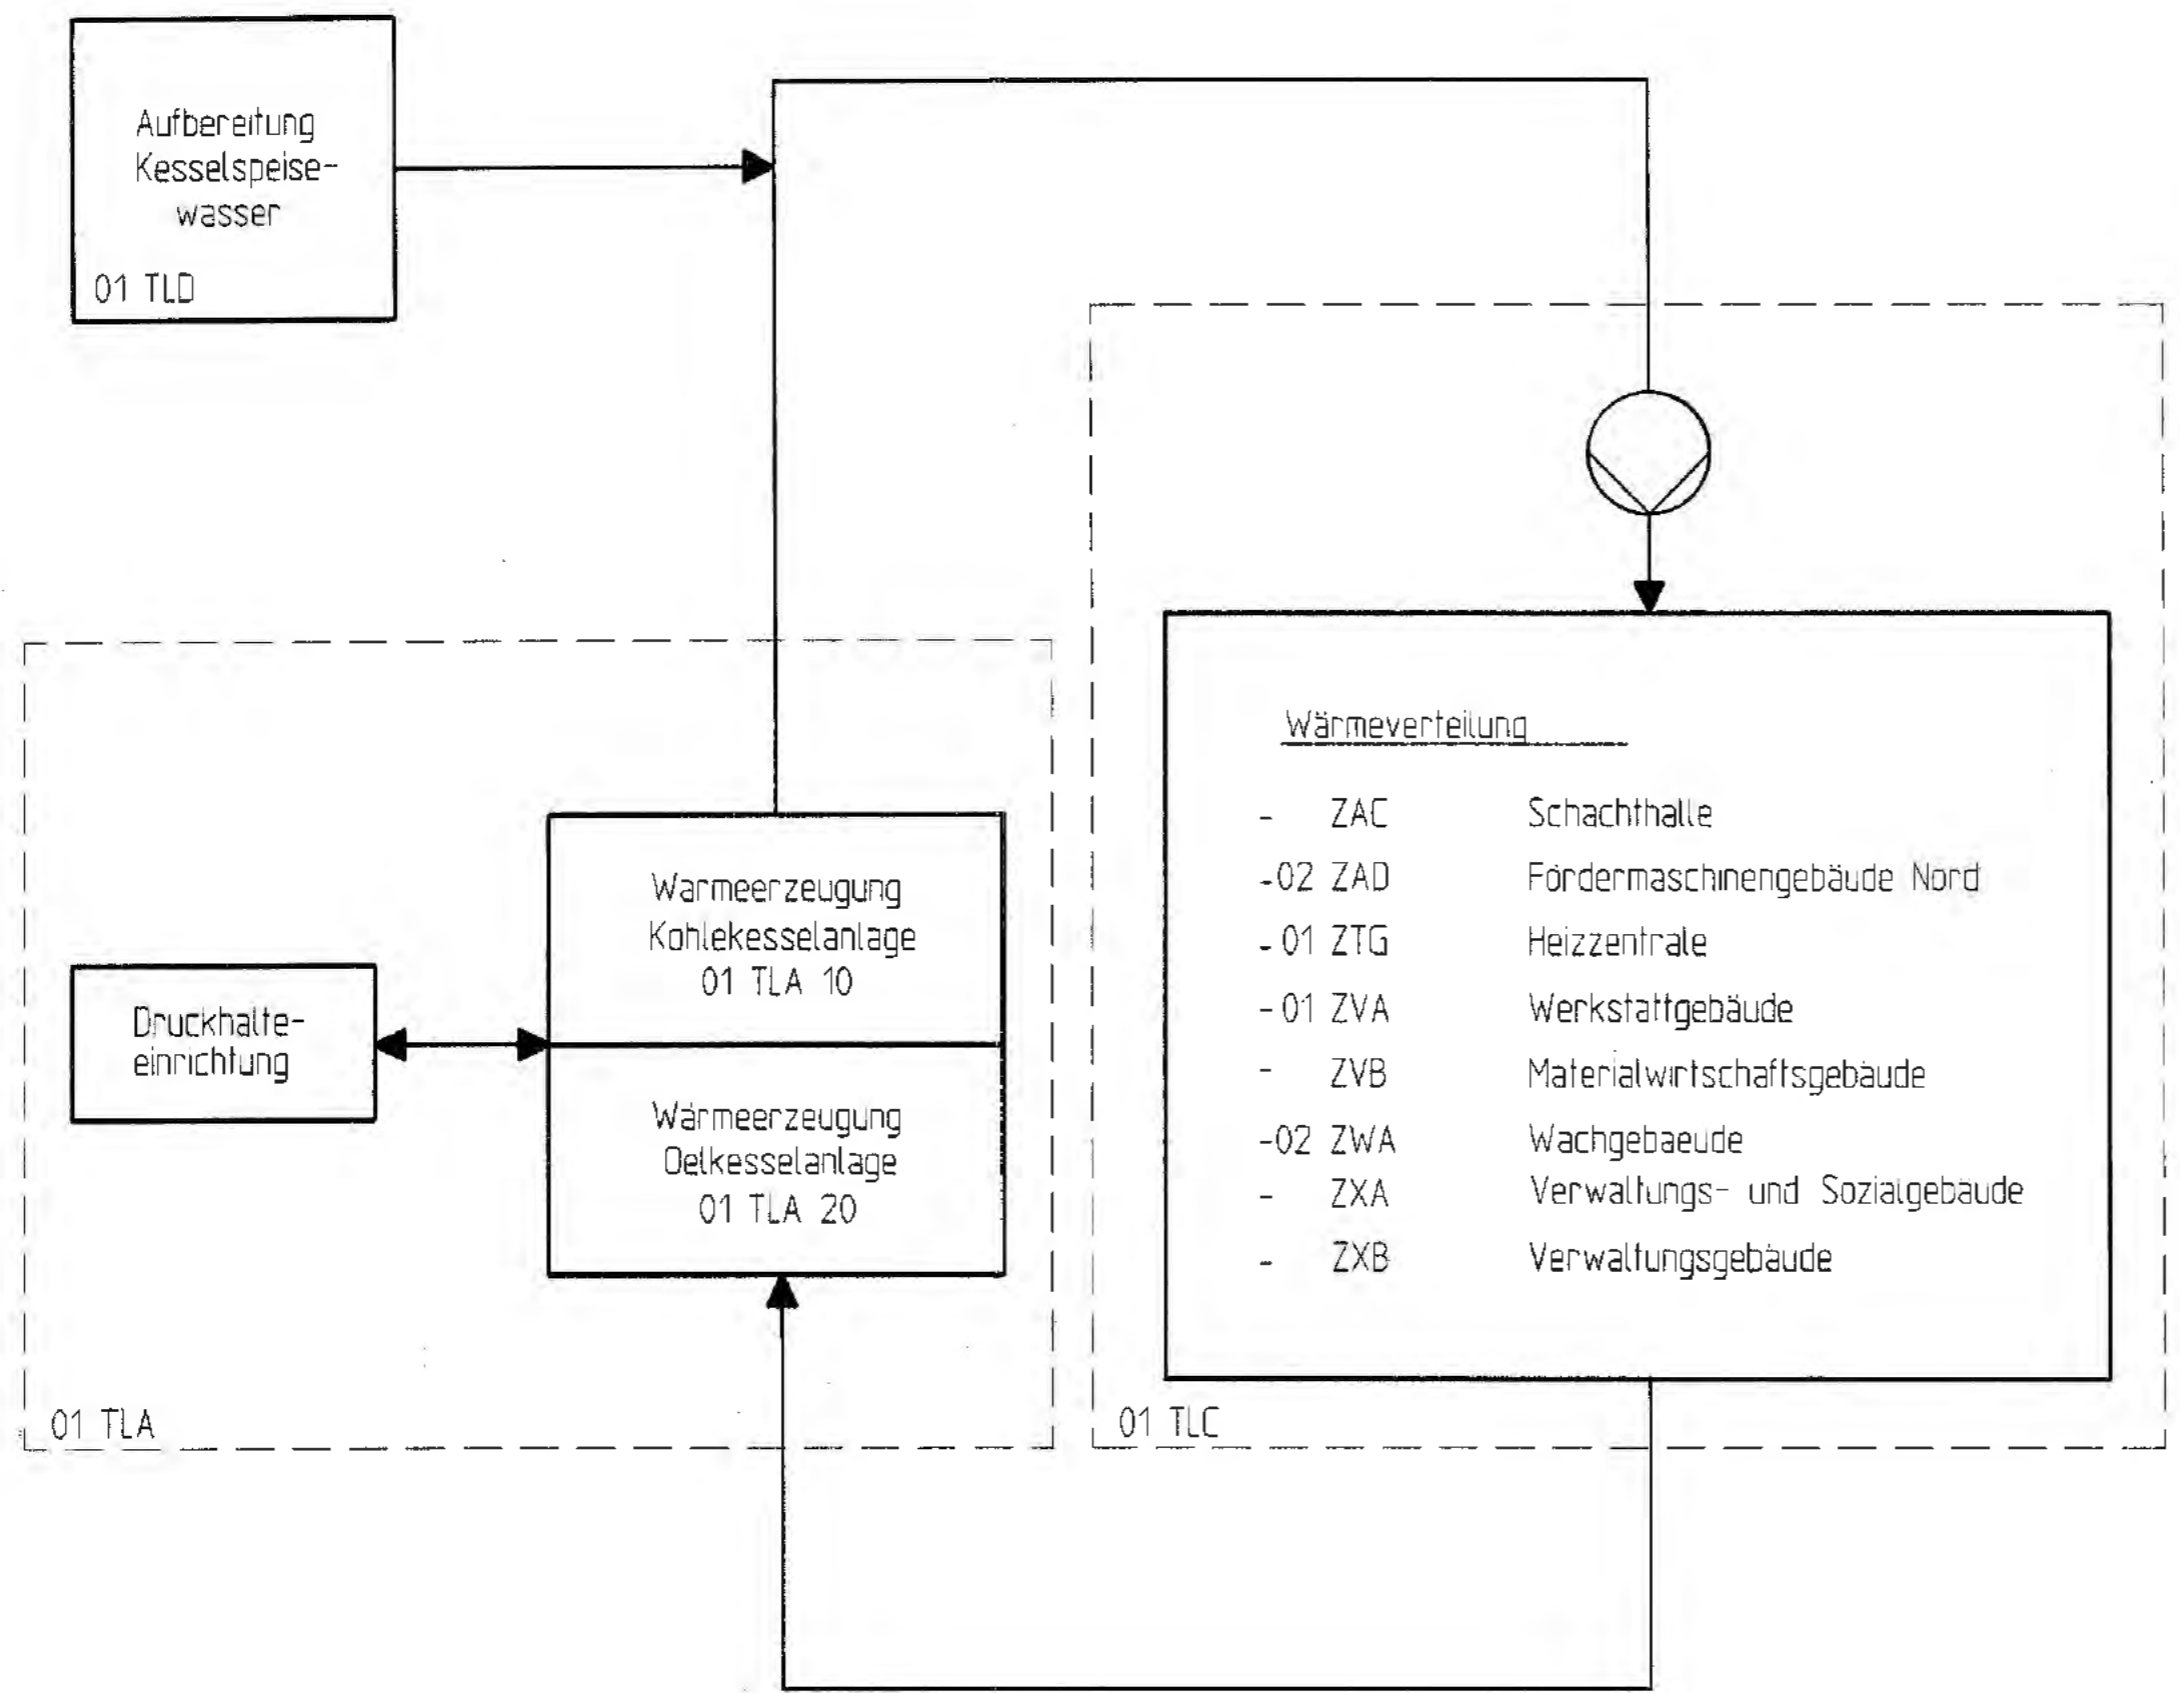 Aufbereitung
Kesselspeise-
wasser
01 TLD
Wärmeverteilung
- ZAC Schachthalle
-02 ZAD Fördermaschinengebäude Nord
-01 ZTG Heizzentrale
-01 ZVA Werkstattgebäude
- ZVB Materialwirtschaftsgebäude
-02 ZWA Wachgebaeude
- ZXA Verwaltungs- und Sozialgebäude
- ZXB Verwaltungsgebäude
01 TLC
Wärmeerzeugung
Kohlekesselanlage
01 TLA 10
Druckhalte-
einrichtung
Wärmeerzeugung
Oelkesselanlage
01 TLA 20
01 TLA